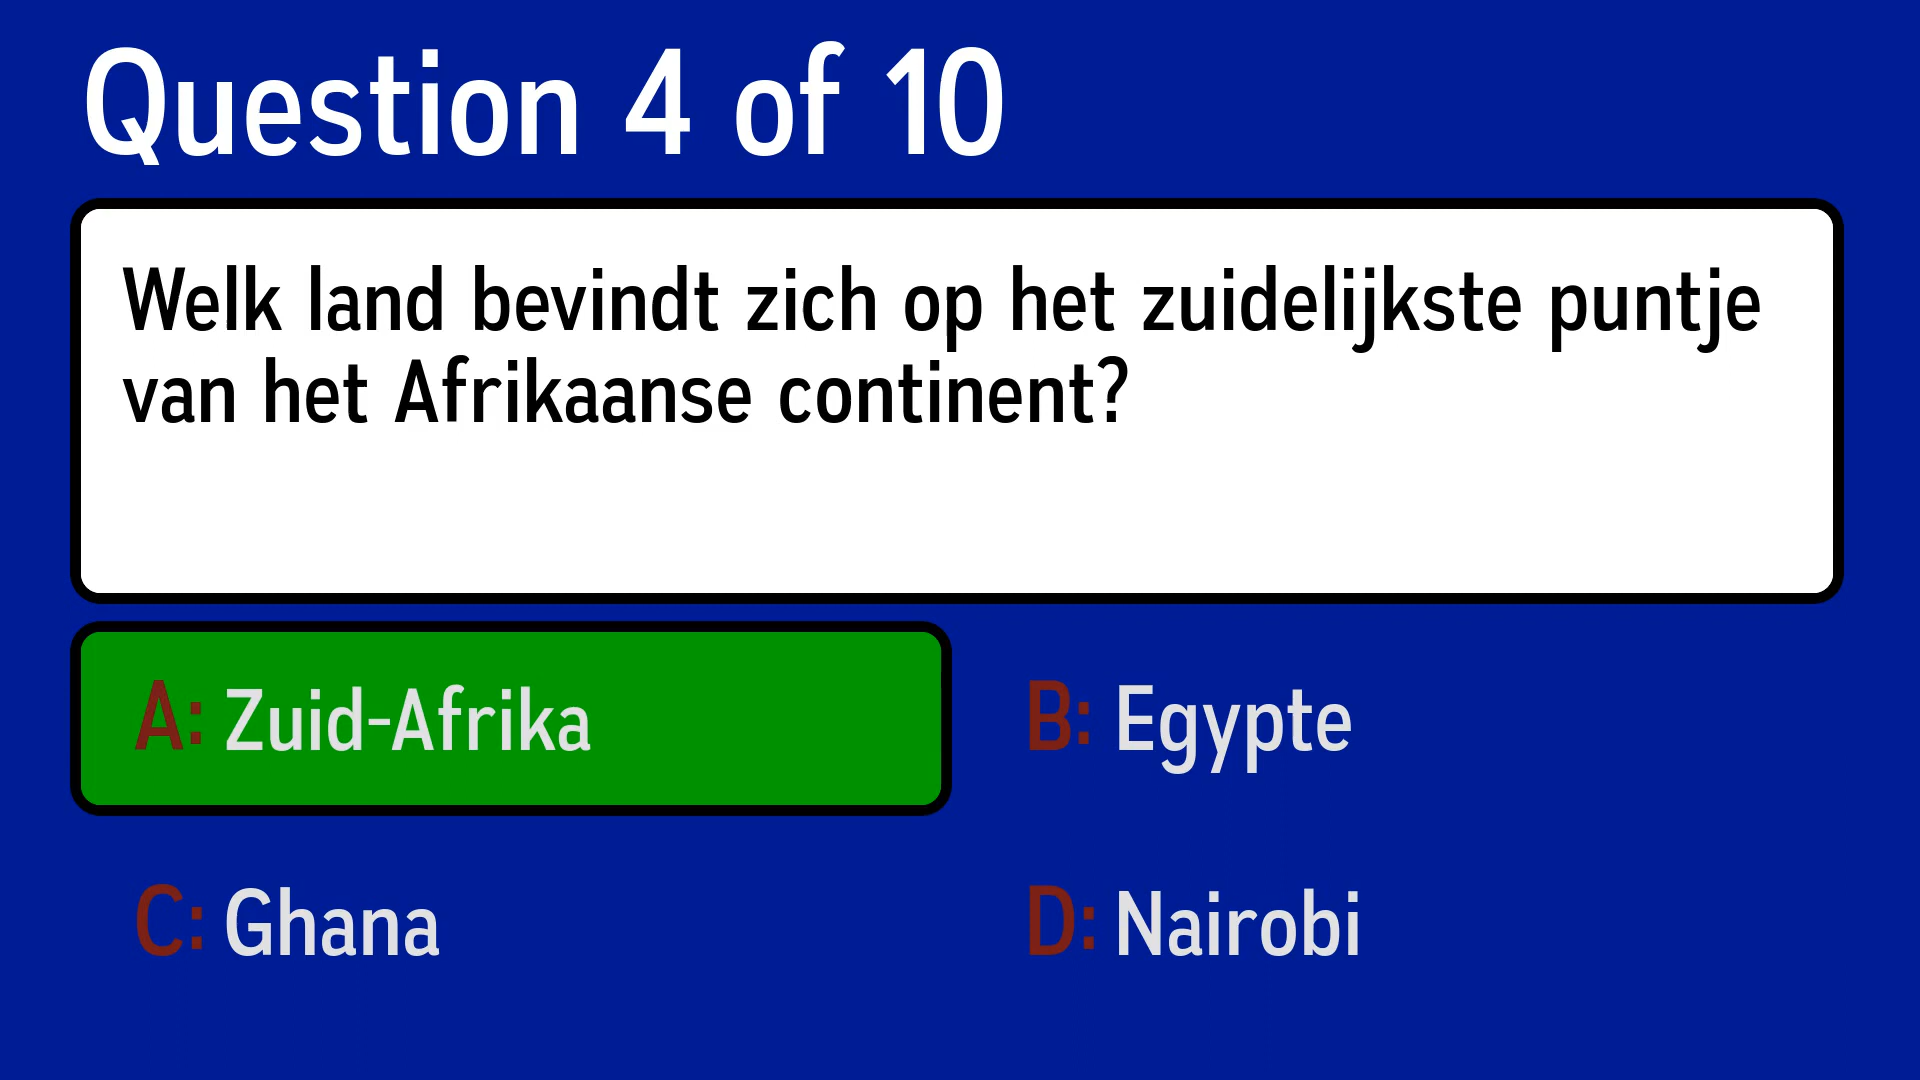 Question 4 of 10
Welk land bevindt zich op het zuidelijkste puntje
van het Afrikaanse continent?
A: Zuid-Afrika
B: Egypte
C: Ghana
D: Nairobi